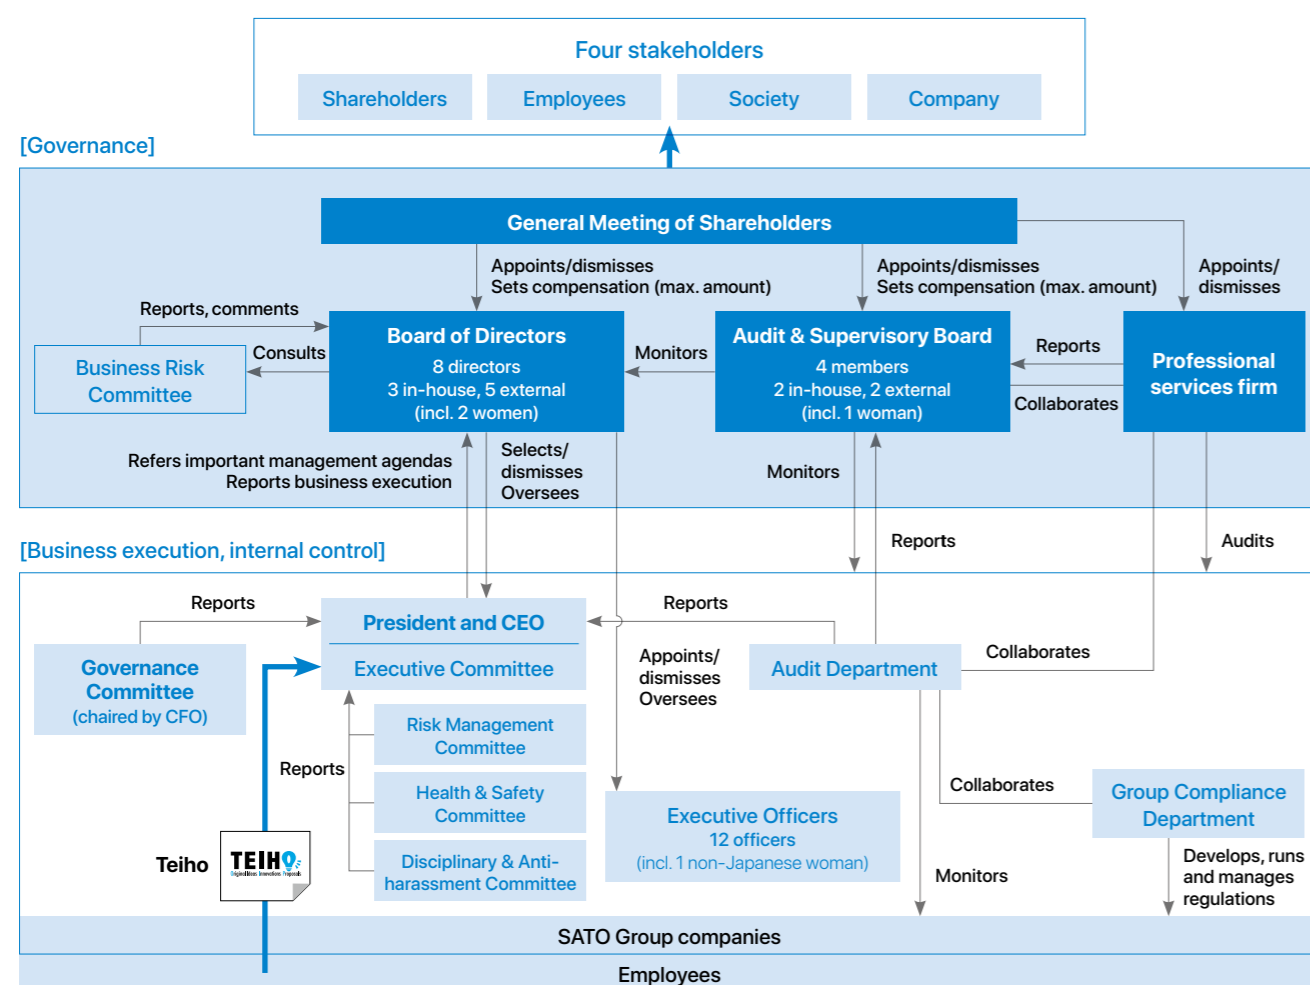 Four stakeholders
Shareholders
Employees
Society
Company
[Governance]
General Meeting of Shareholders
Appoints/dismisses
Sets compensation (max. amount)
Appoints/dismisses
Sets compensation (max. amount)
Appoints/
dismisses
Reports, comments
Business Risk
Committee
Consults
Board of Directors
8 directors
3 in-house, 5 external
(incl. 2 women)
Monitors
Audit & Supervisory Board
4 members
2 in-house, 2 external
(incl. 1 woman)
Reports
Collaborates
Professional
services firm
Refers important management agendas
Reports business execution
Selects/
dismisses
Oversees
Monitors
Reports
Audits
[Business execution, internal control]
Reports
President and CEO
Executive Committee
Reports
Governance
Committee
(chaired by CFO)
Appoints/
dismisses
Oversees
Audit Department
Collaborates
Reports
Risk Management
Committee
Health & Safety
Committee
Disciplinary & Anti-
harassment Committee
Executive Officers
12 officers
(incl. 1 non-Japanese woman)
Collaborates
Group Compliance
Department
Teiho
TEIHO
Original Ideas Innovations Proposals
Monitors
Develops, runs
and manages
regulations
SATO Group companies
Employees